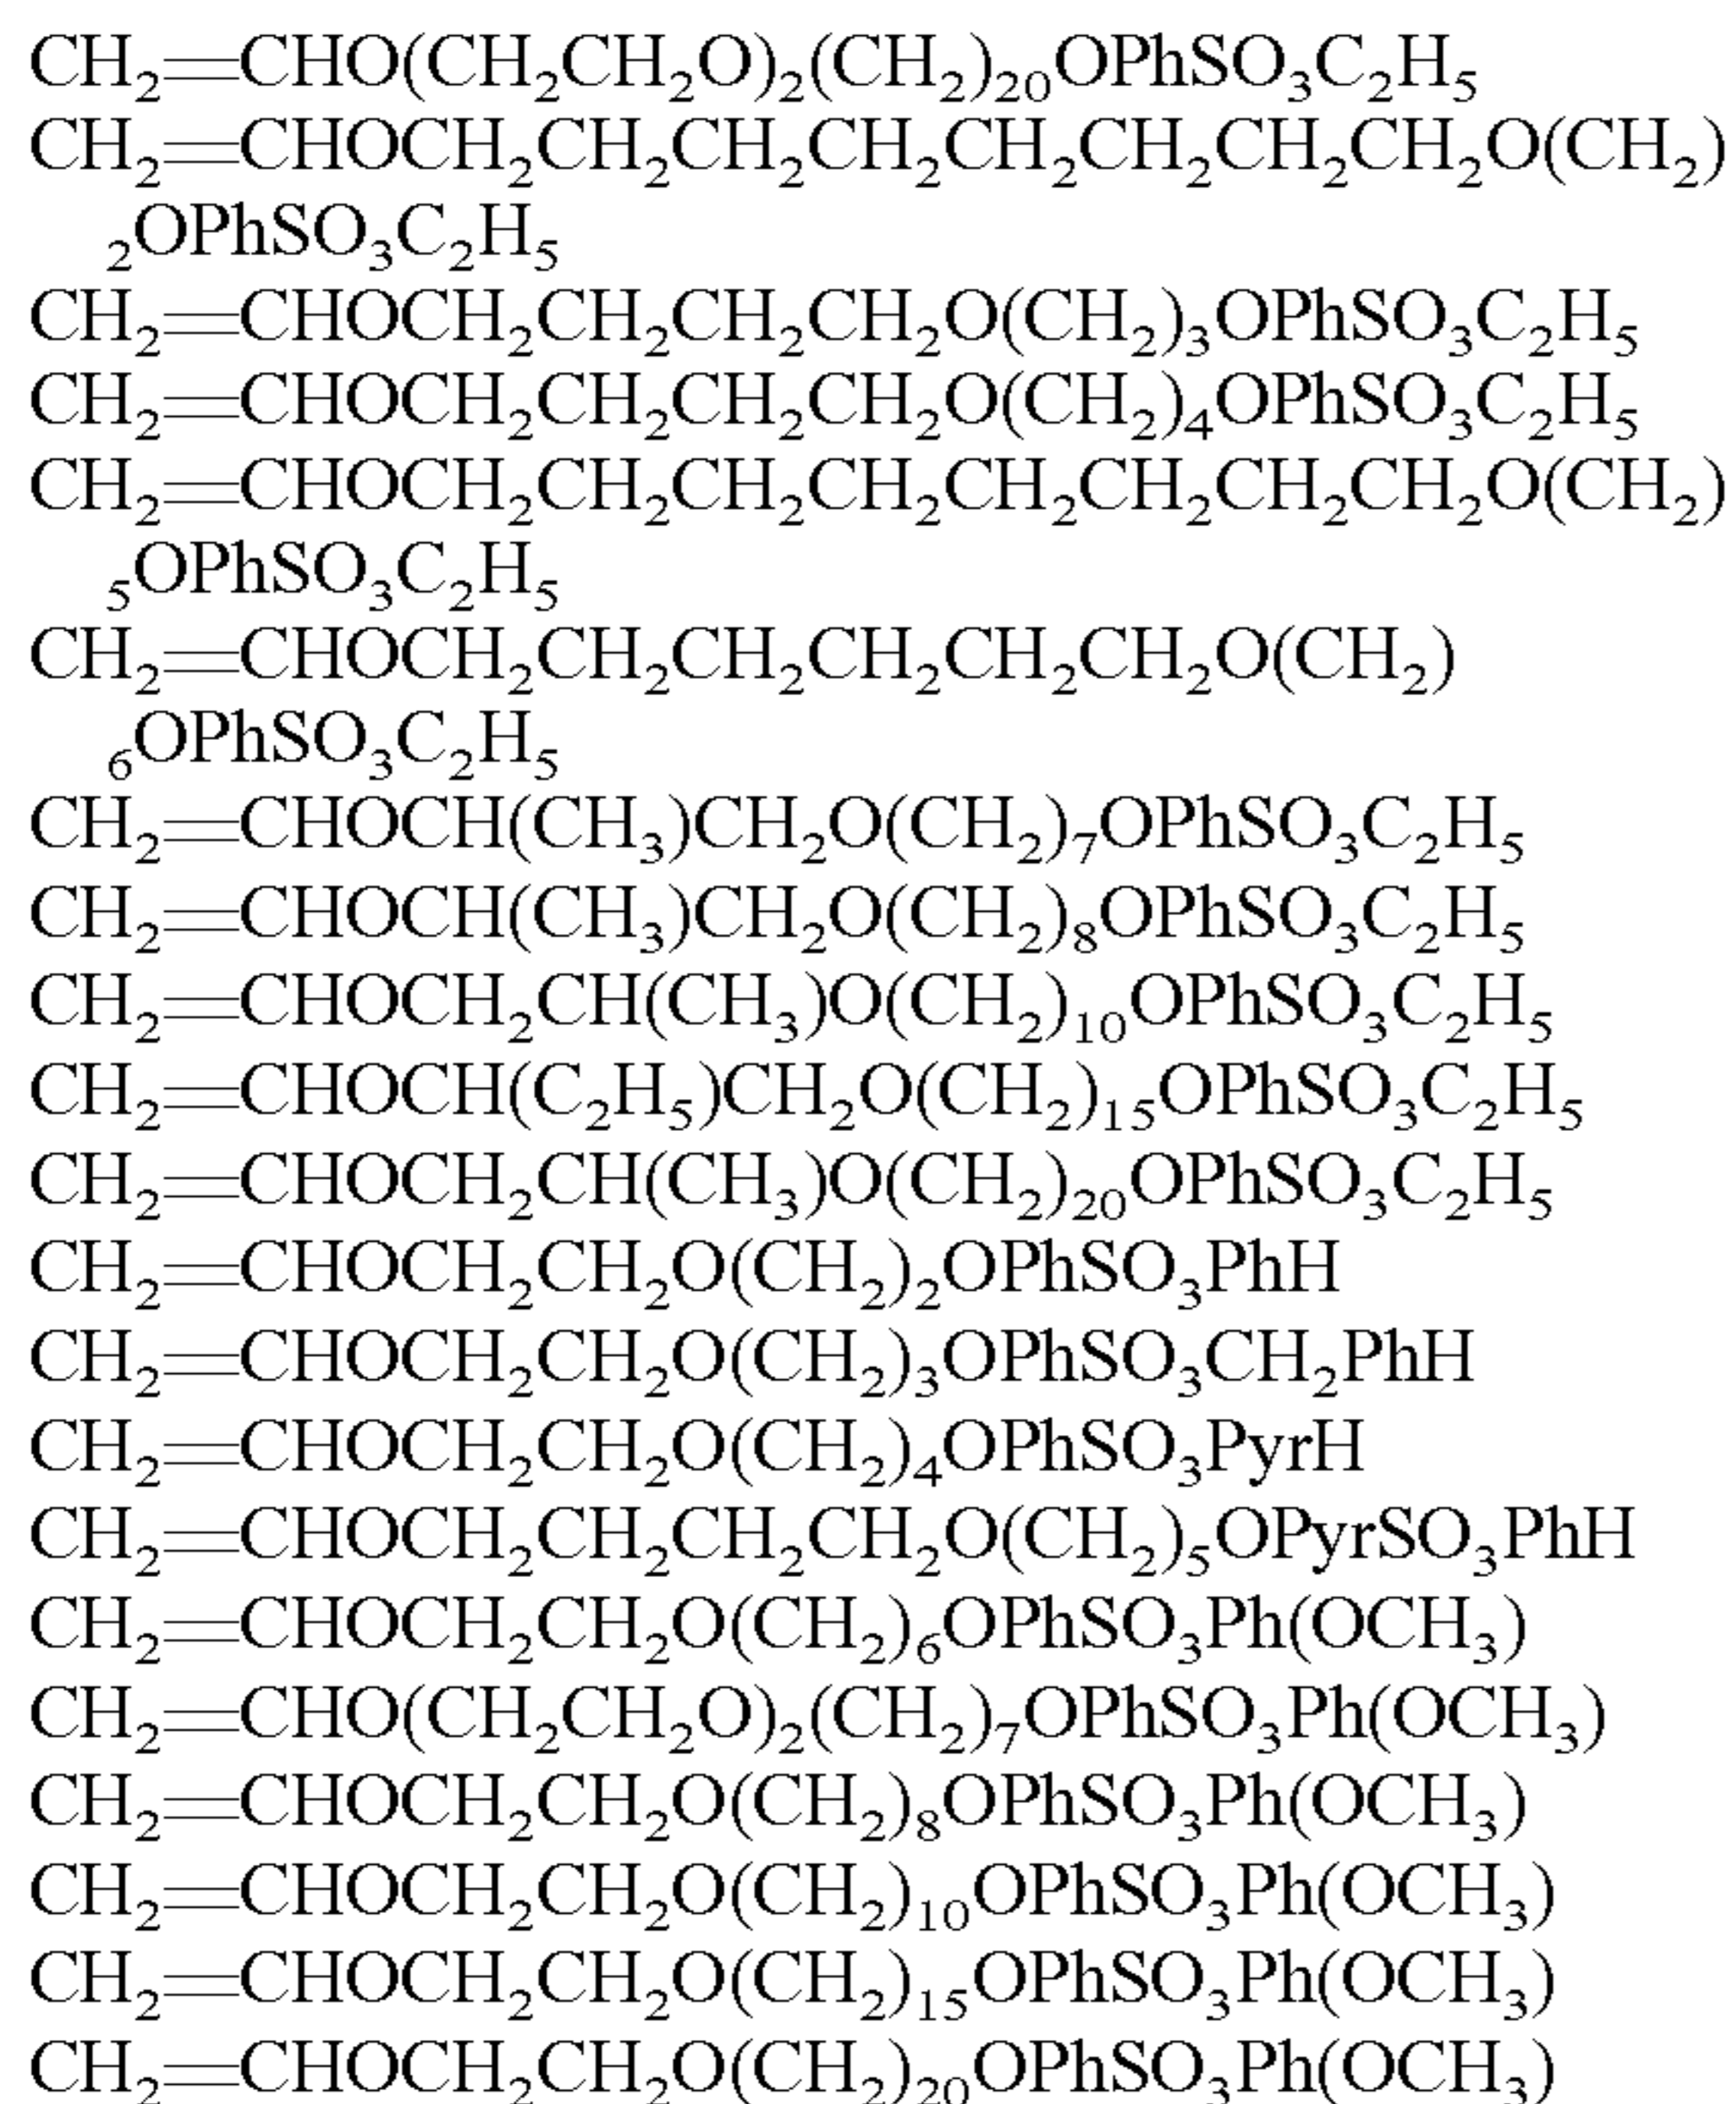 CH₂═CHO(CH₂CH₂O)₂(CH₂)₂₀OPhSO₃C₂H₅
CH₂═CHOCH₂CH₂CH₂CH₂CH₂CH₂CH₂CH₂O(CH₂)
₂OPhSO₃C₂H₅
CH₂═CHOCH₂CH₂CH₂CH₂O(CH₂)₃OPhSO₃C₂H₅
CH₂═CHOCH₂CH₂CH₂CH₂O(CH₂)₄OPhSO₃C₂H₅
CH₂═CHOCH₂CH₂CH₂CH₂CH₂CH₂CH₂CH₂O(CH₂)
₅OPhSO₃C₂H₅
CH₂═CHOCH₂CH₂CH₂CH₂CH₂CH₂O(CH₂)
₆OPhSO₃C₂H₅
CH₂═CHOCH(CH₃)CH₂O(CH₂)₇OPhSO₃C₂H₅
CH₂═CHOCH(CH₃)CH₂O(CH₂)₈OPhSO₃C₂H₅
CH₂═CHOCH₂CH(CH₃)O(CH₂)₁₀OPhSO₃C₂H₅
CH₂═CHOCH(C₂H₅)CH₂O(CH₂)₁₅OPhSO₃C₂H₅
CH₂═CHOCH₂CH(CH₃)O(CH₂)₂₀OPhSO₃C₂H₅
CH₂═CHOCH₂CH₂O(CH₂)₂OPhSO₃PhH
CH₂═CHOCH₂CH₂O(CH₂)₃OPhSO₃CH₂PhH
CH₂═CHOCH₂CH₂O(CH₂)₄OPhSO₃PyrH
CH₂═CHOCH₂CH₂CH₂CH₂O(CH₂)₅OPyrSO₃PhH
CH₂═CHOCH₂CH₂O(CH₂)₆OPhSO₃Ph(OCH₃)
CH₂═CHO(CH₂CH₂O)₂(CH₂)₇OPhSO₃Ph(OCH₃)
CH₂═CHOCH₂CH₂O(CH₂)₈OPhSO₃Ph(OCH₃)
CH₂═CHOCH₂CH₂O(CH₂)₁₀OPhSO₃Ph(OCH₃)
CH₂═CHOCH₂CH₂O(CH₂)₁₅OPhSO₃Ph(OCH₃)
CH₂═CHOCH₂CH₂O(CH₂)₂₀OPhSO₃Ph(OCH₃)